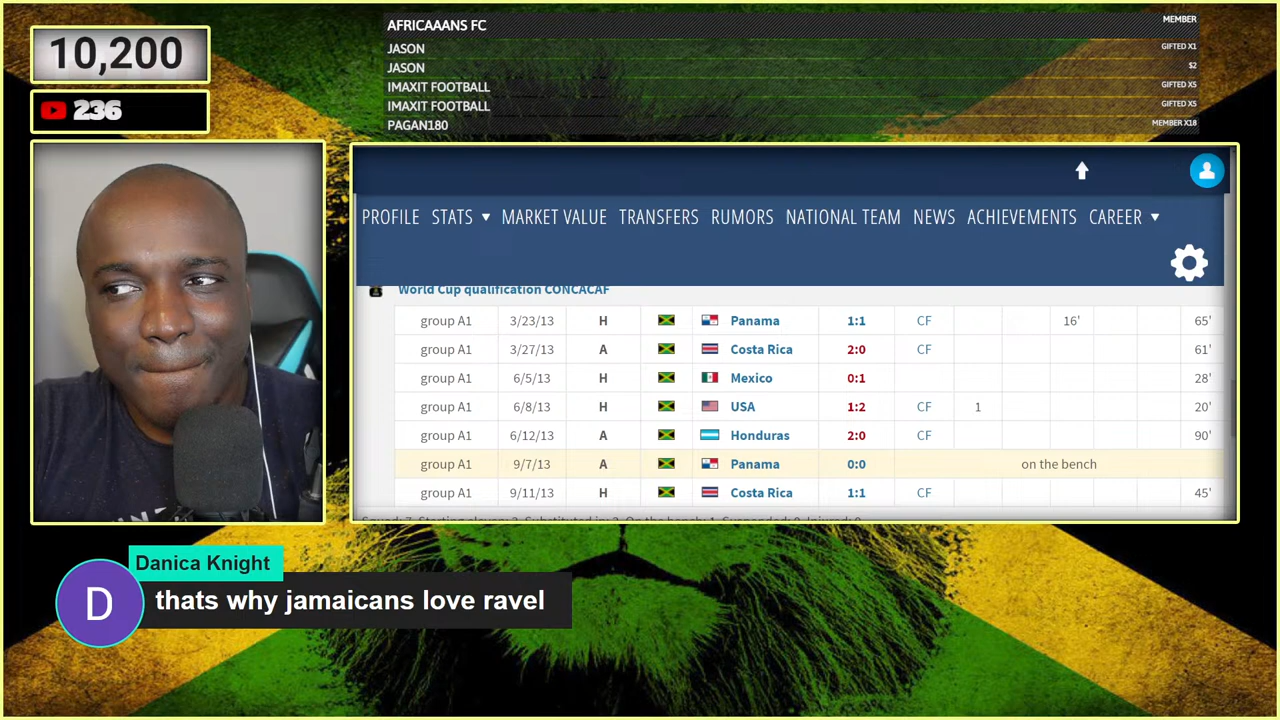 10,200
236
AFRICAAANS FC MEMBER
JASON GIFTED X1
JASON $2
IMAXIT FOOTBALL GIFTED X5
IMAXIT FOOTBALL GIFTED X5
PAGAN180 MEMBER X18
PROFILE STATS MARKET VALUE TRANSFERS RUMORS NATIONAL TEAM NEWS ACHIEVEMENTS CAREER
World Cup qualification CONCACAF
group A1 3/23/13 H Panama 1:1 CF 16' 65'
group A1 3/27/13 A Costa Rica 2:0 CF 61'
group A1 6/5/13 H Mexico 0:1 28'
group A1 6/8/13 H USA 1:2 CF 1 20'
group A1 6/12/13 A Honduras 2:0 CF 90'
group A1 9/7/13 A Panama 0:0 on the bench
group A1 9/11/13 H Costa Rica 1:1 CF 45'
Danica Knight
D
thats why jamaicans love ravel